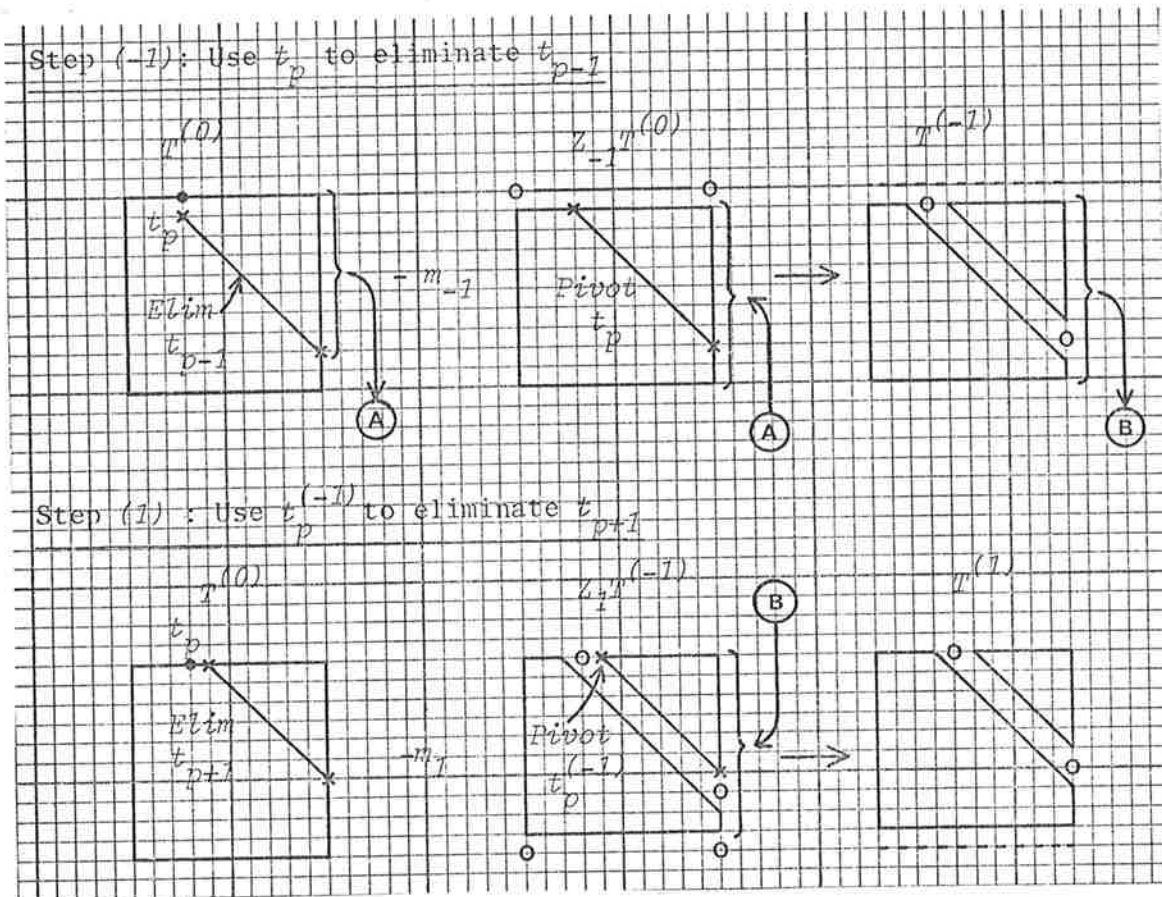 Step (-1): Use t_p to eliminate t_{p-1}
T^{(0)} Z_{-1}T^{(0)} T^{(-1)}
O O O
t_p
- m_{-1}
Elim Pivot
t_p
t_{p-1} O
A A B
Step (1) : Use t_p^{(-1)} to eliminate t_{p+1}
T^{(0)} Z_1T^{(-1)} T^{(1)}
B
t_p O O
Elim Pivot
t_{p+1} -m_1 t_p^{(-1)} O O
O O